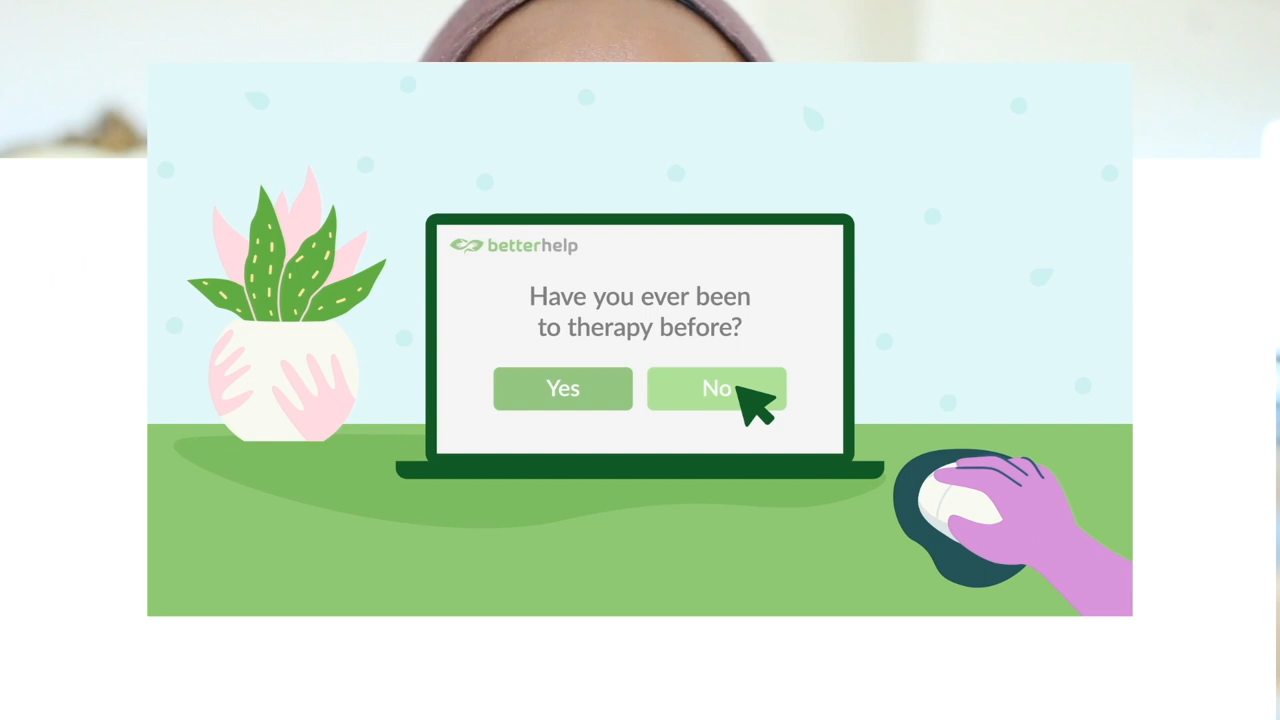 betterhelp
Have you ever been
to therapy before?
Yes
No